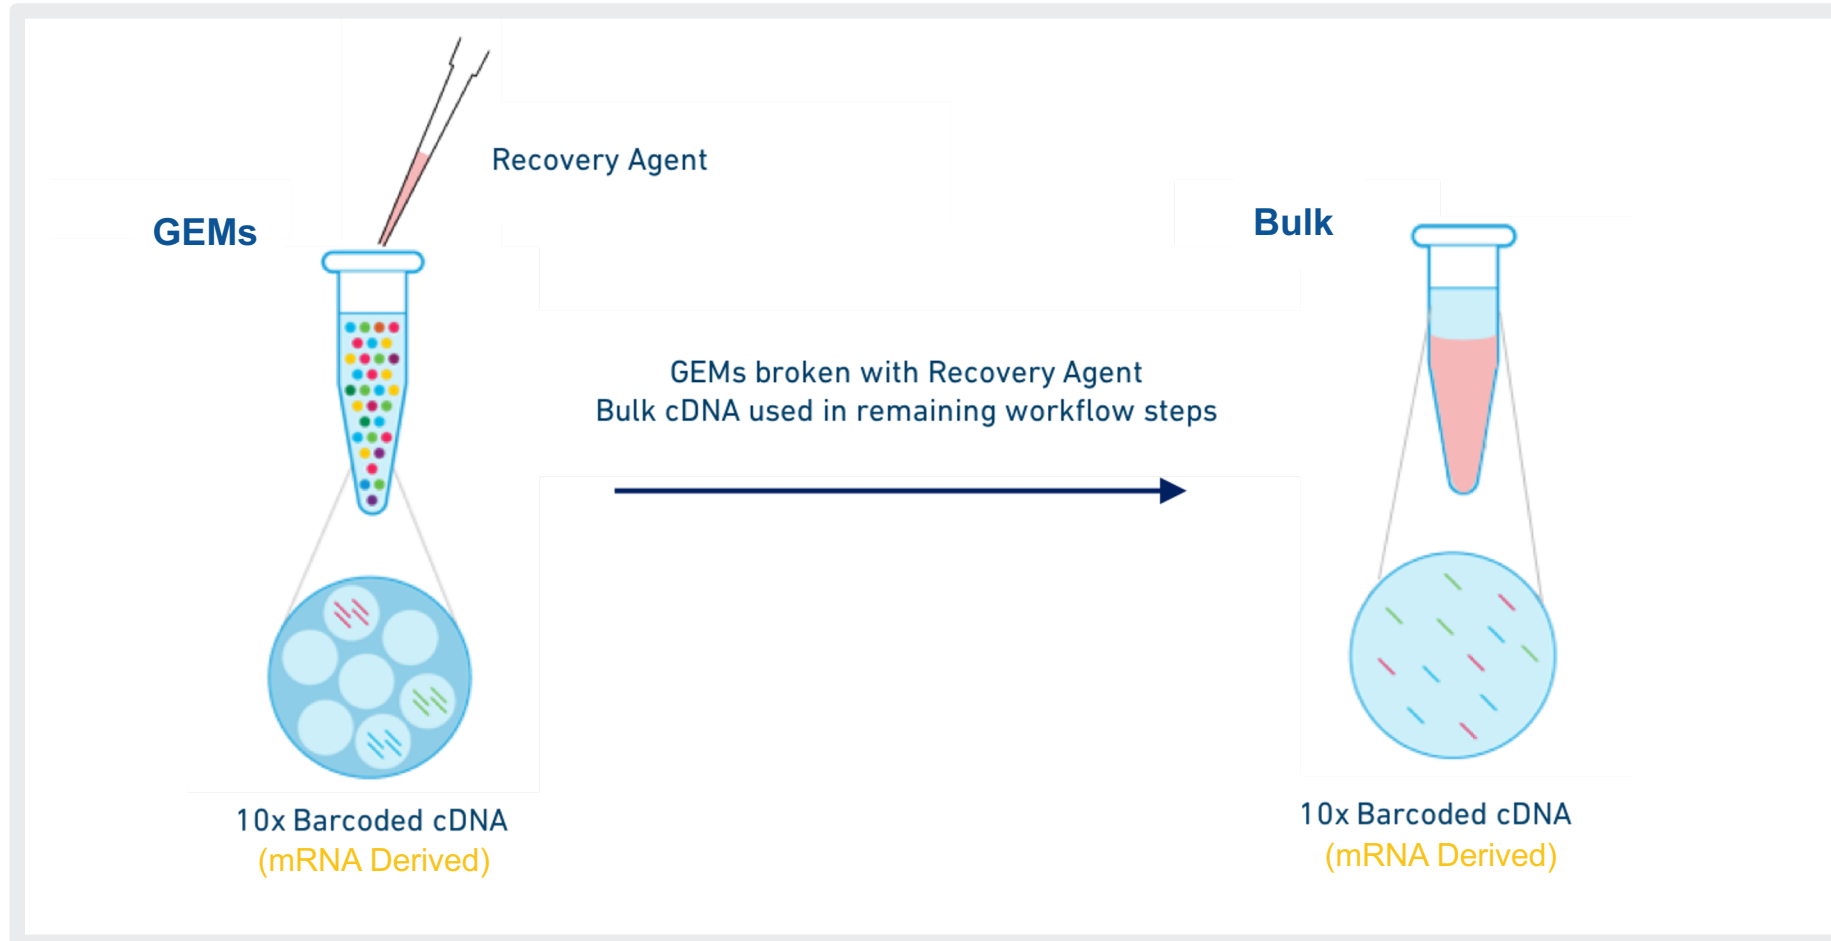 Recovery Agent
GEMs
Bulk
GEMs broken with Recovery Agent
Bulk cDNA used in remaining workflow steps
10x Barcoded cDNA
(mRNA Derived)
10x Barcoded cDNA
(mRNA Derived)